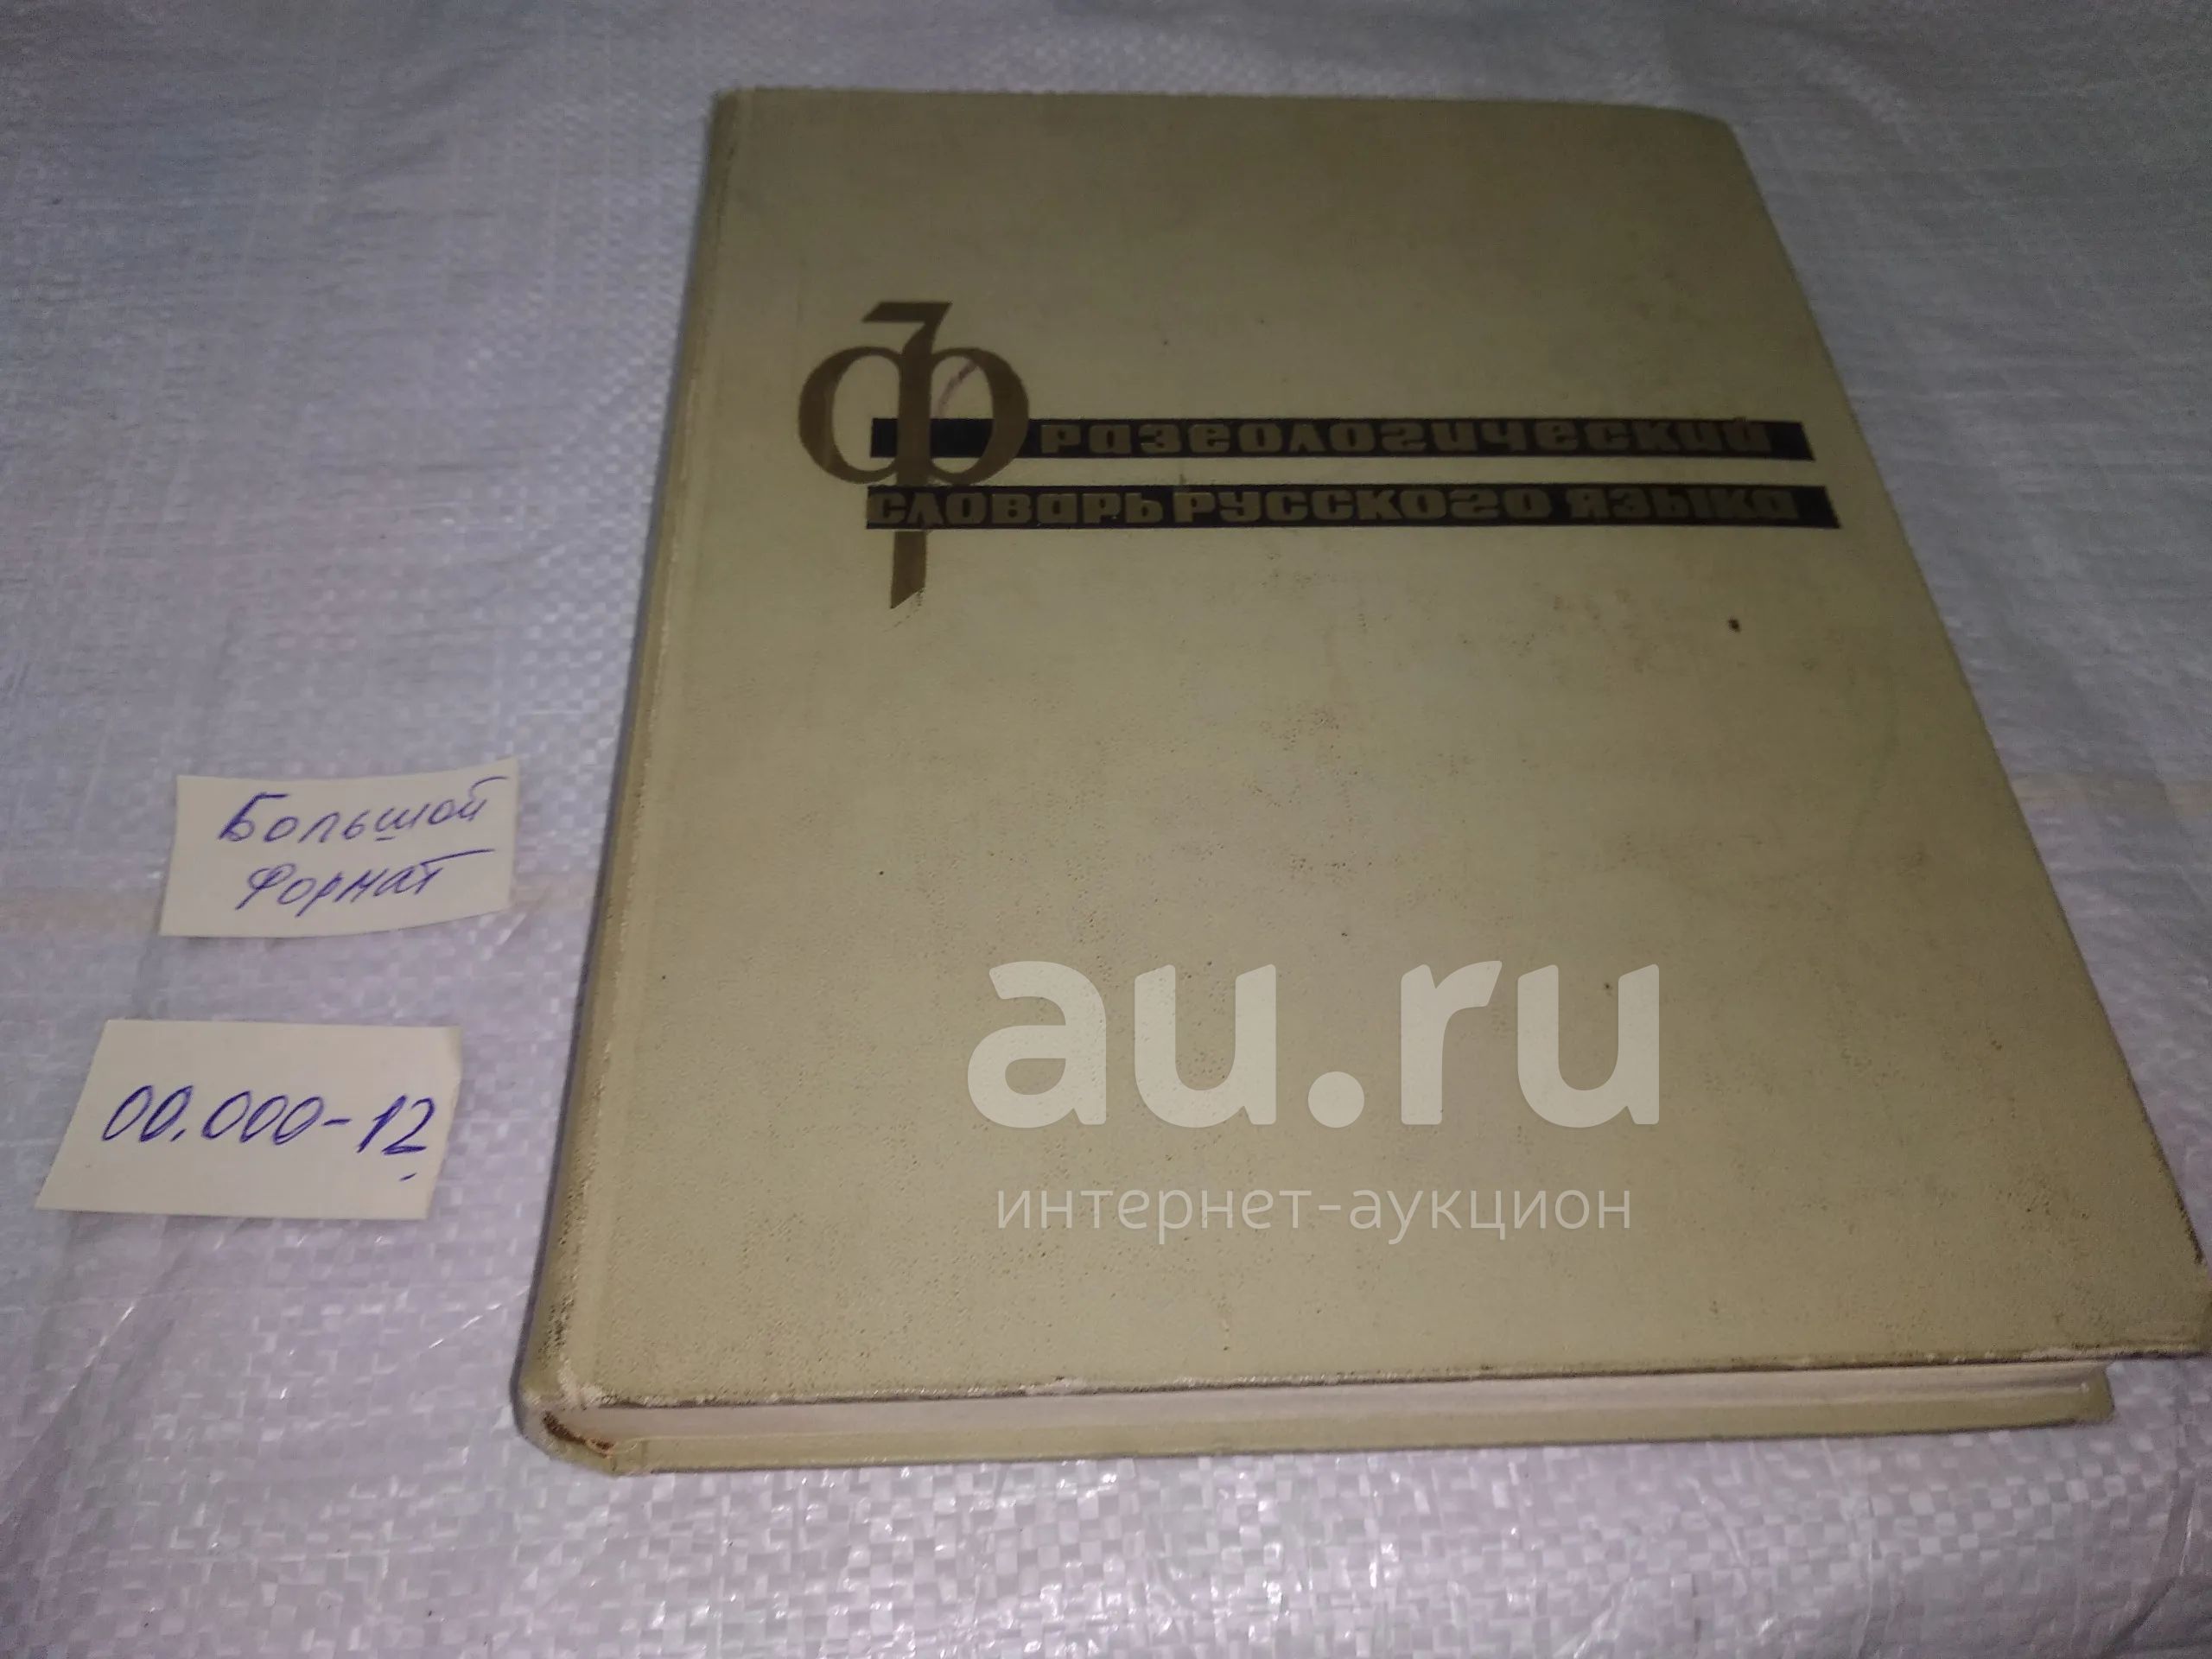 Фразеологический
словарь русского языка
Большой
формат
00.000-12
au.ru
интернет-аукцион